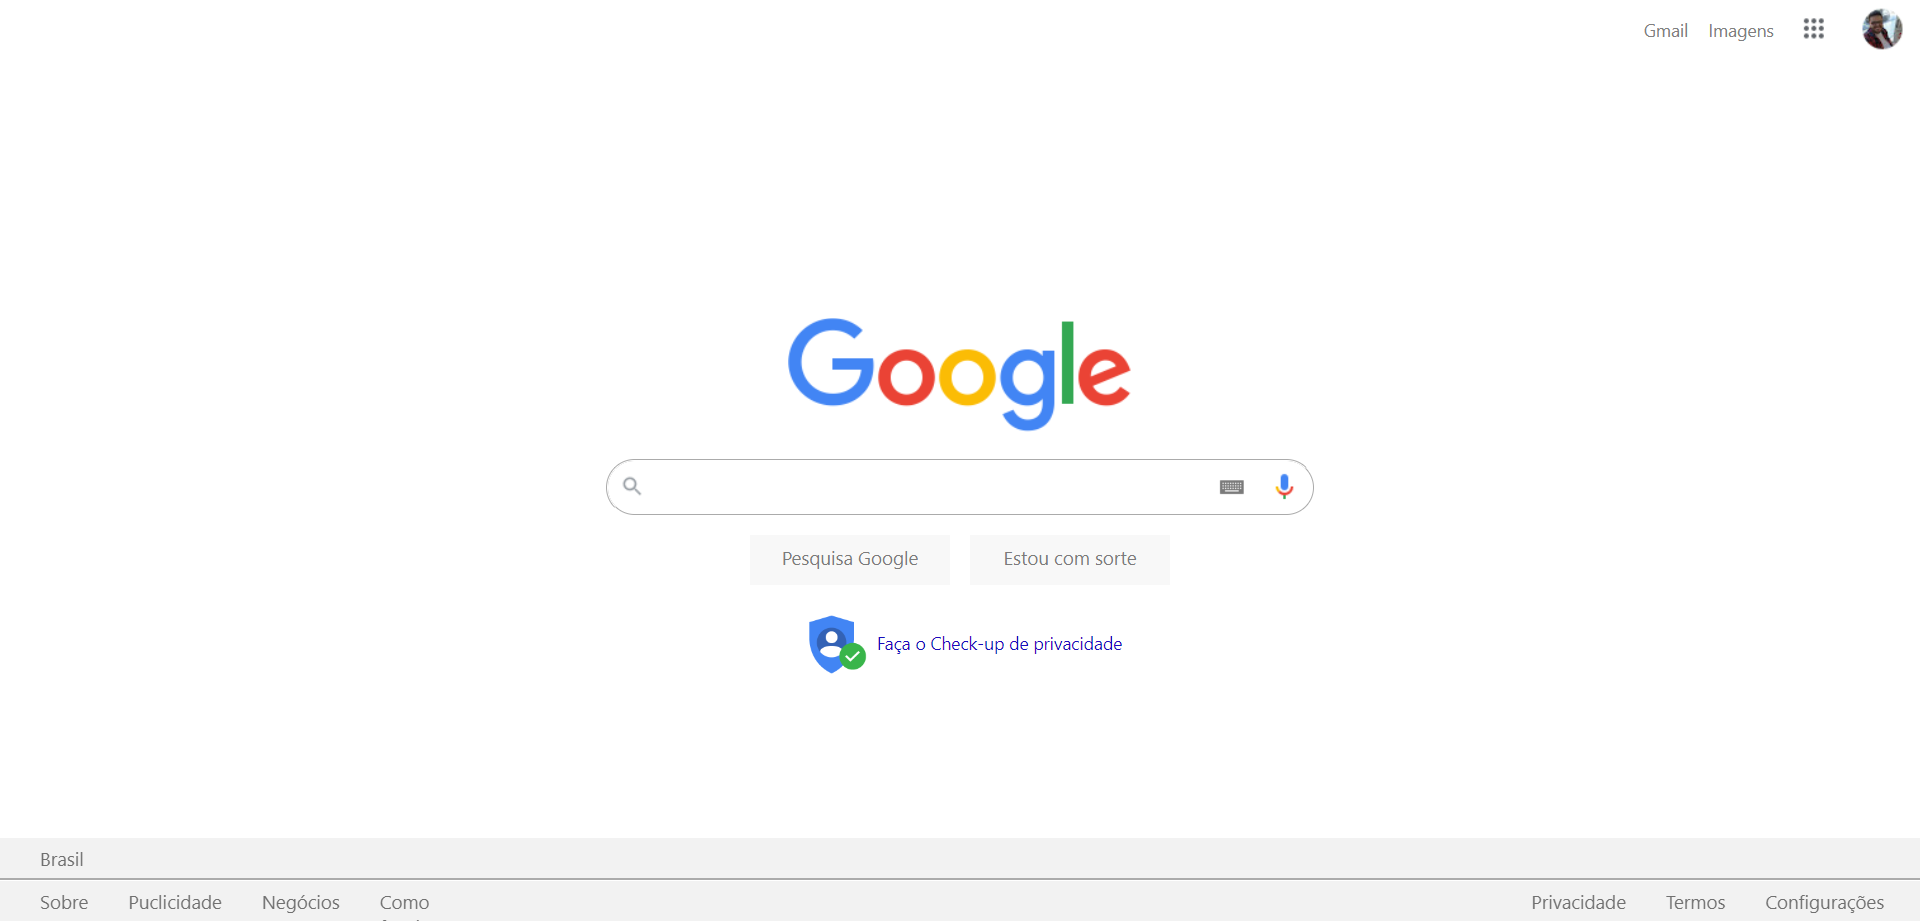 Gmail Imagens
Google
Pesquisa Google Estou com sorte
Faça o Check-up de privacidade
Brasil
Sobre Puclicidade Negócios Como Privacidade Termos Configurações